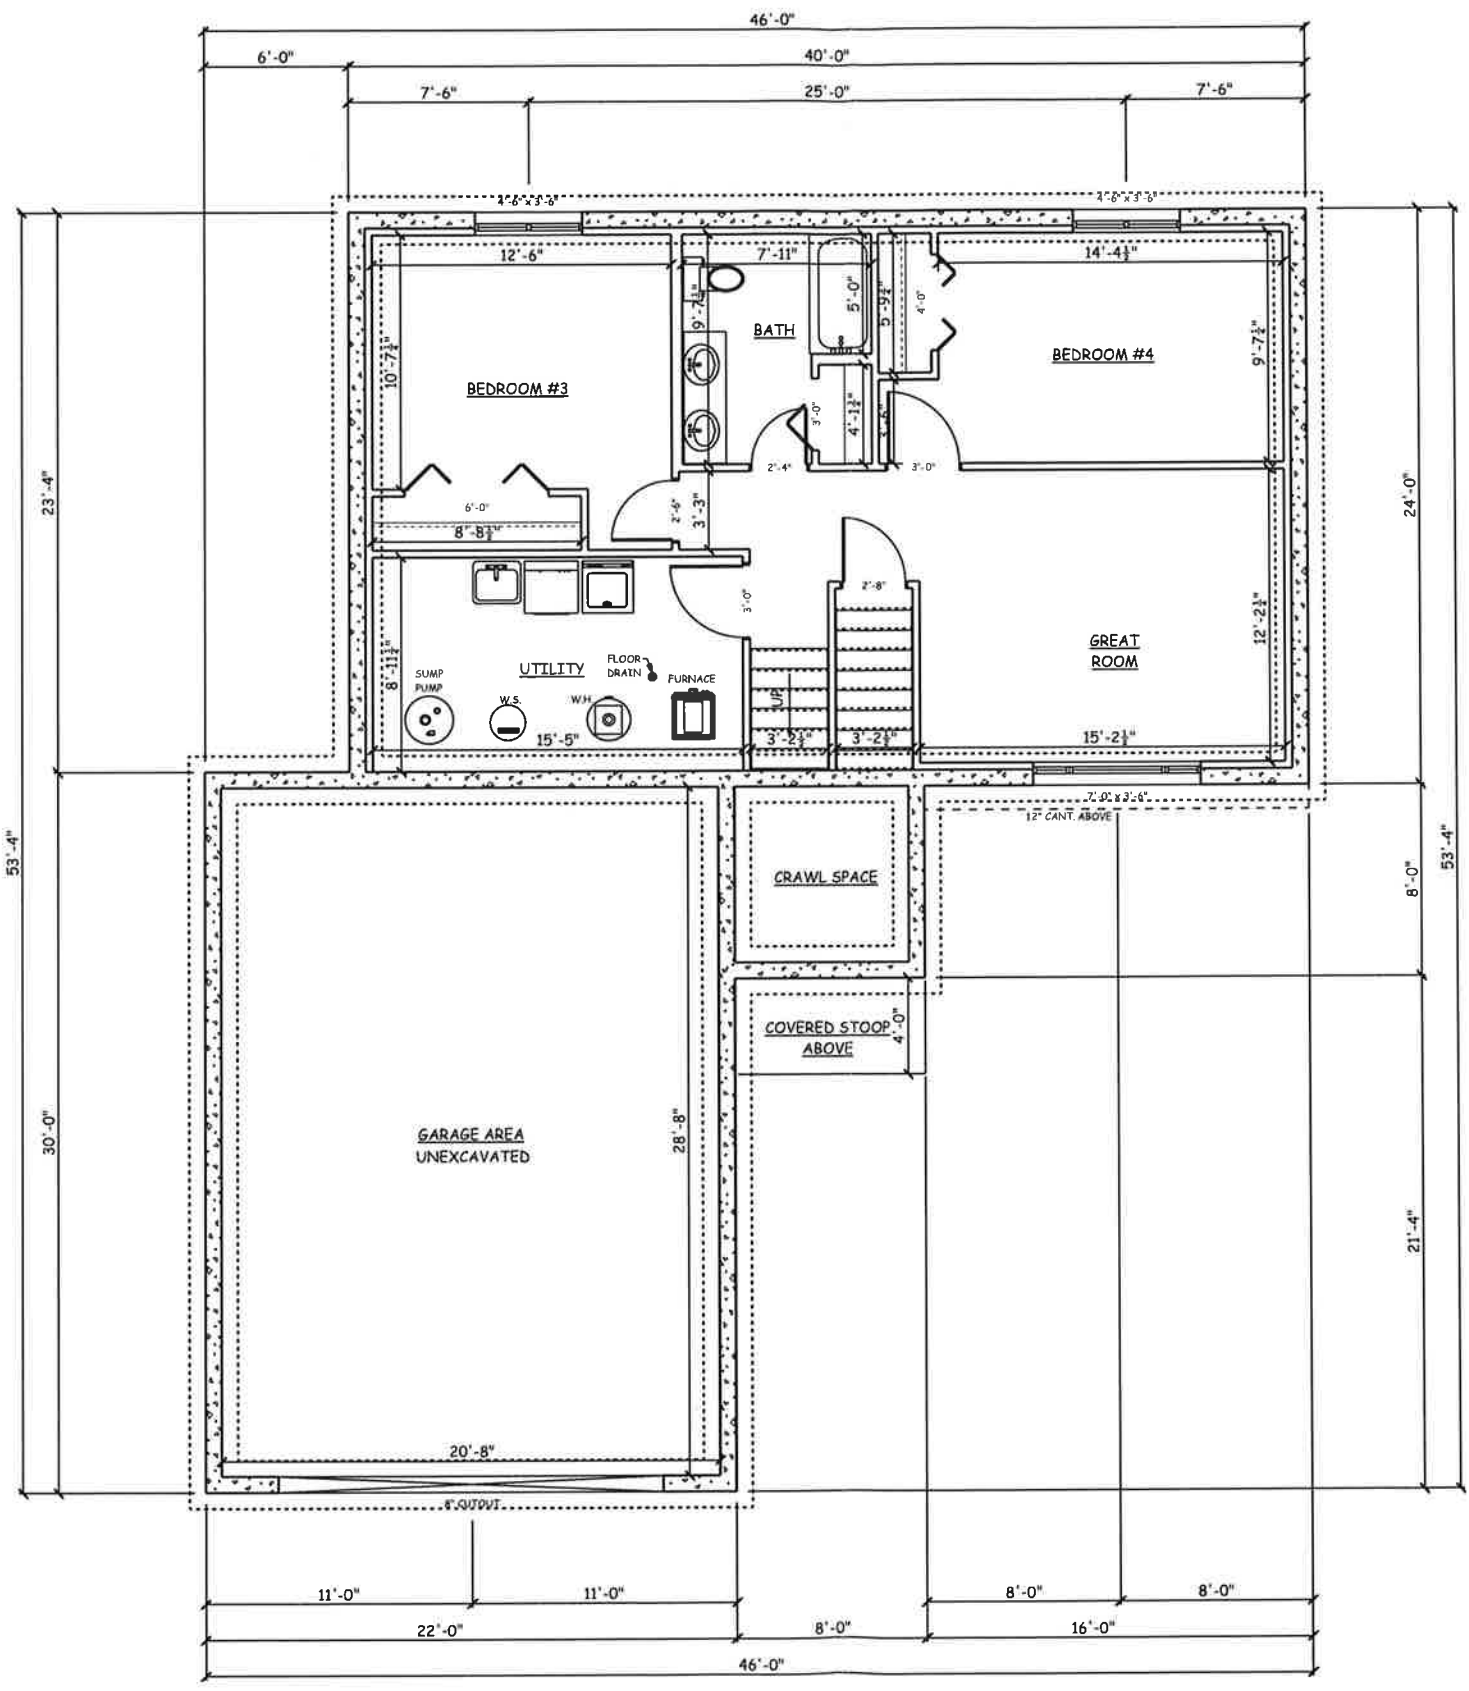 46'-0"
6'-0"
40'-0"
7'-6"
25'-0"
7'-6"
4'-6" x 3'-6"
4'-6" x 3'-6"
12'-6"
7'-11"
14'-4½"
9'-7½"
5'-0"
5'-9½"
4'-0"
BATH
10'-7½"
BEDROOM #3
BEDROOM #4
9'-7½"
3'-0"
4'-1½"
2'-4"
3'-0"
23'-4"
24'-0"
6'-0"
8'-8½"
2'-6"
3'-3"
2'-8"
3'-0"
12'-2½"
GREAT
ROOM
8'-11½"
UTILITY
FLOOR
DRAIN
SUMP
PUMP
FURNACE
W.S.
W.H.
UP
15'-5"
3'-2½"
3'-2½"
15'-2½"
7'-0" x 3'-6"
12" CANT. ABOVE
53'-4"
53'-4"
CRAWL SPACE
8'-0"
COVERED STOOP
ABOVE
4'-0"
30'-0"
GARAGE AREA
UNEXCAVATED
28'-8"
21'-4"
20'-8"
8" CUTOUT
11'-0"
11'-0"
8'-0"
8'-0"
22'-0"
8'-0"
16'-0"
46'-0"